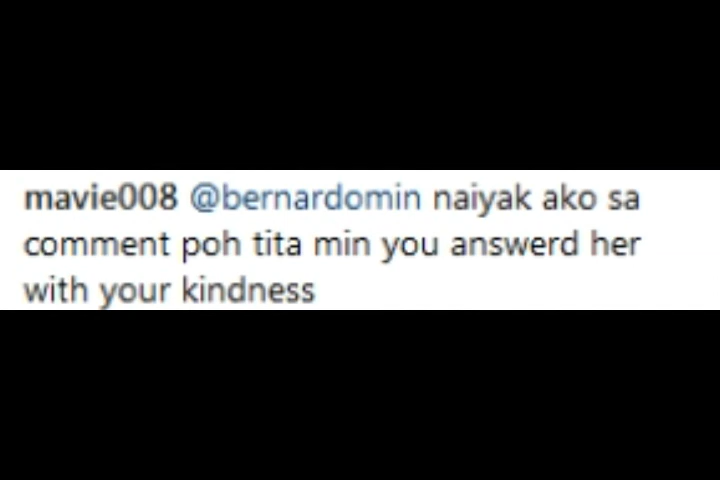 mavie008 @bernardomin naiyak ako sa
comment poh tita min you answerd her
with your kindness